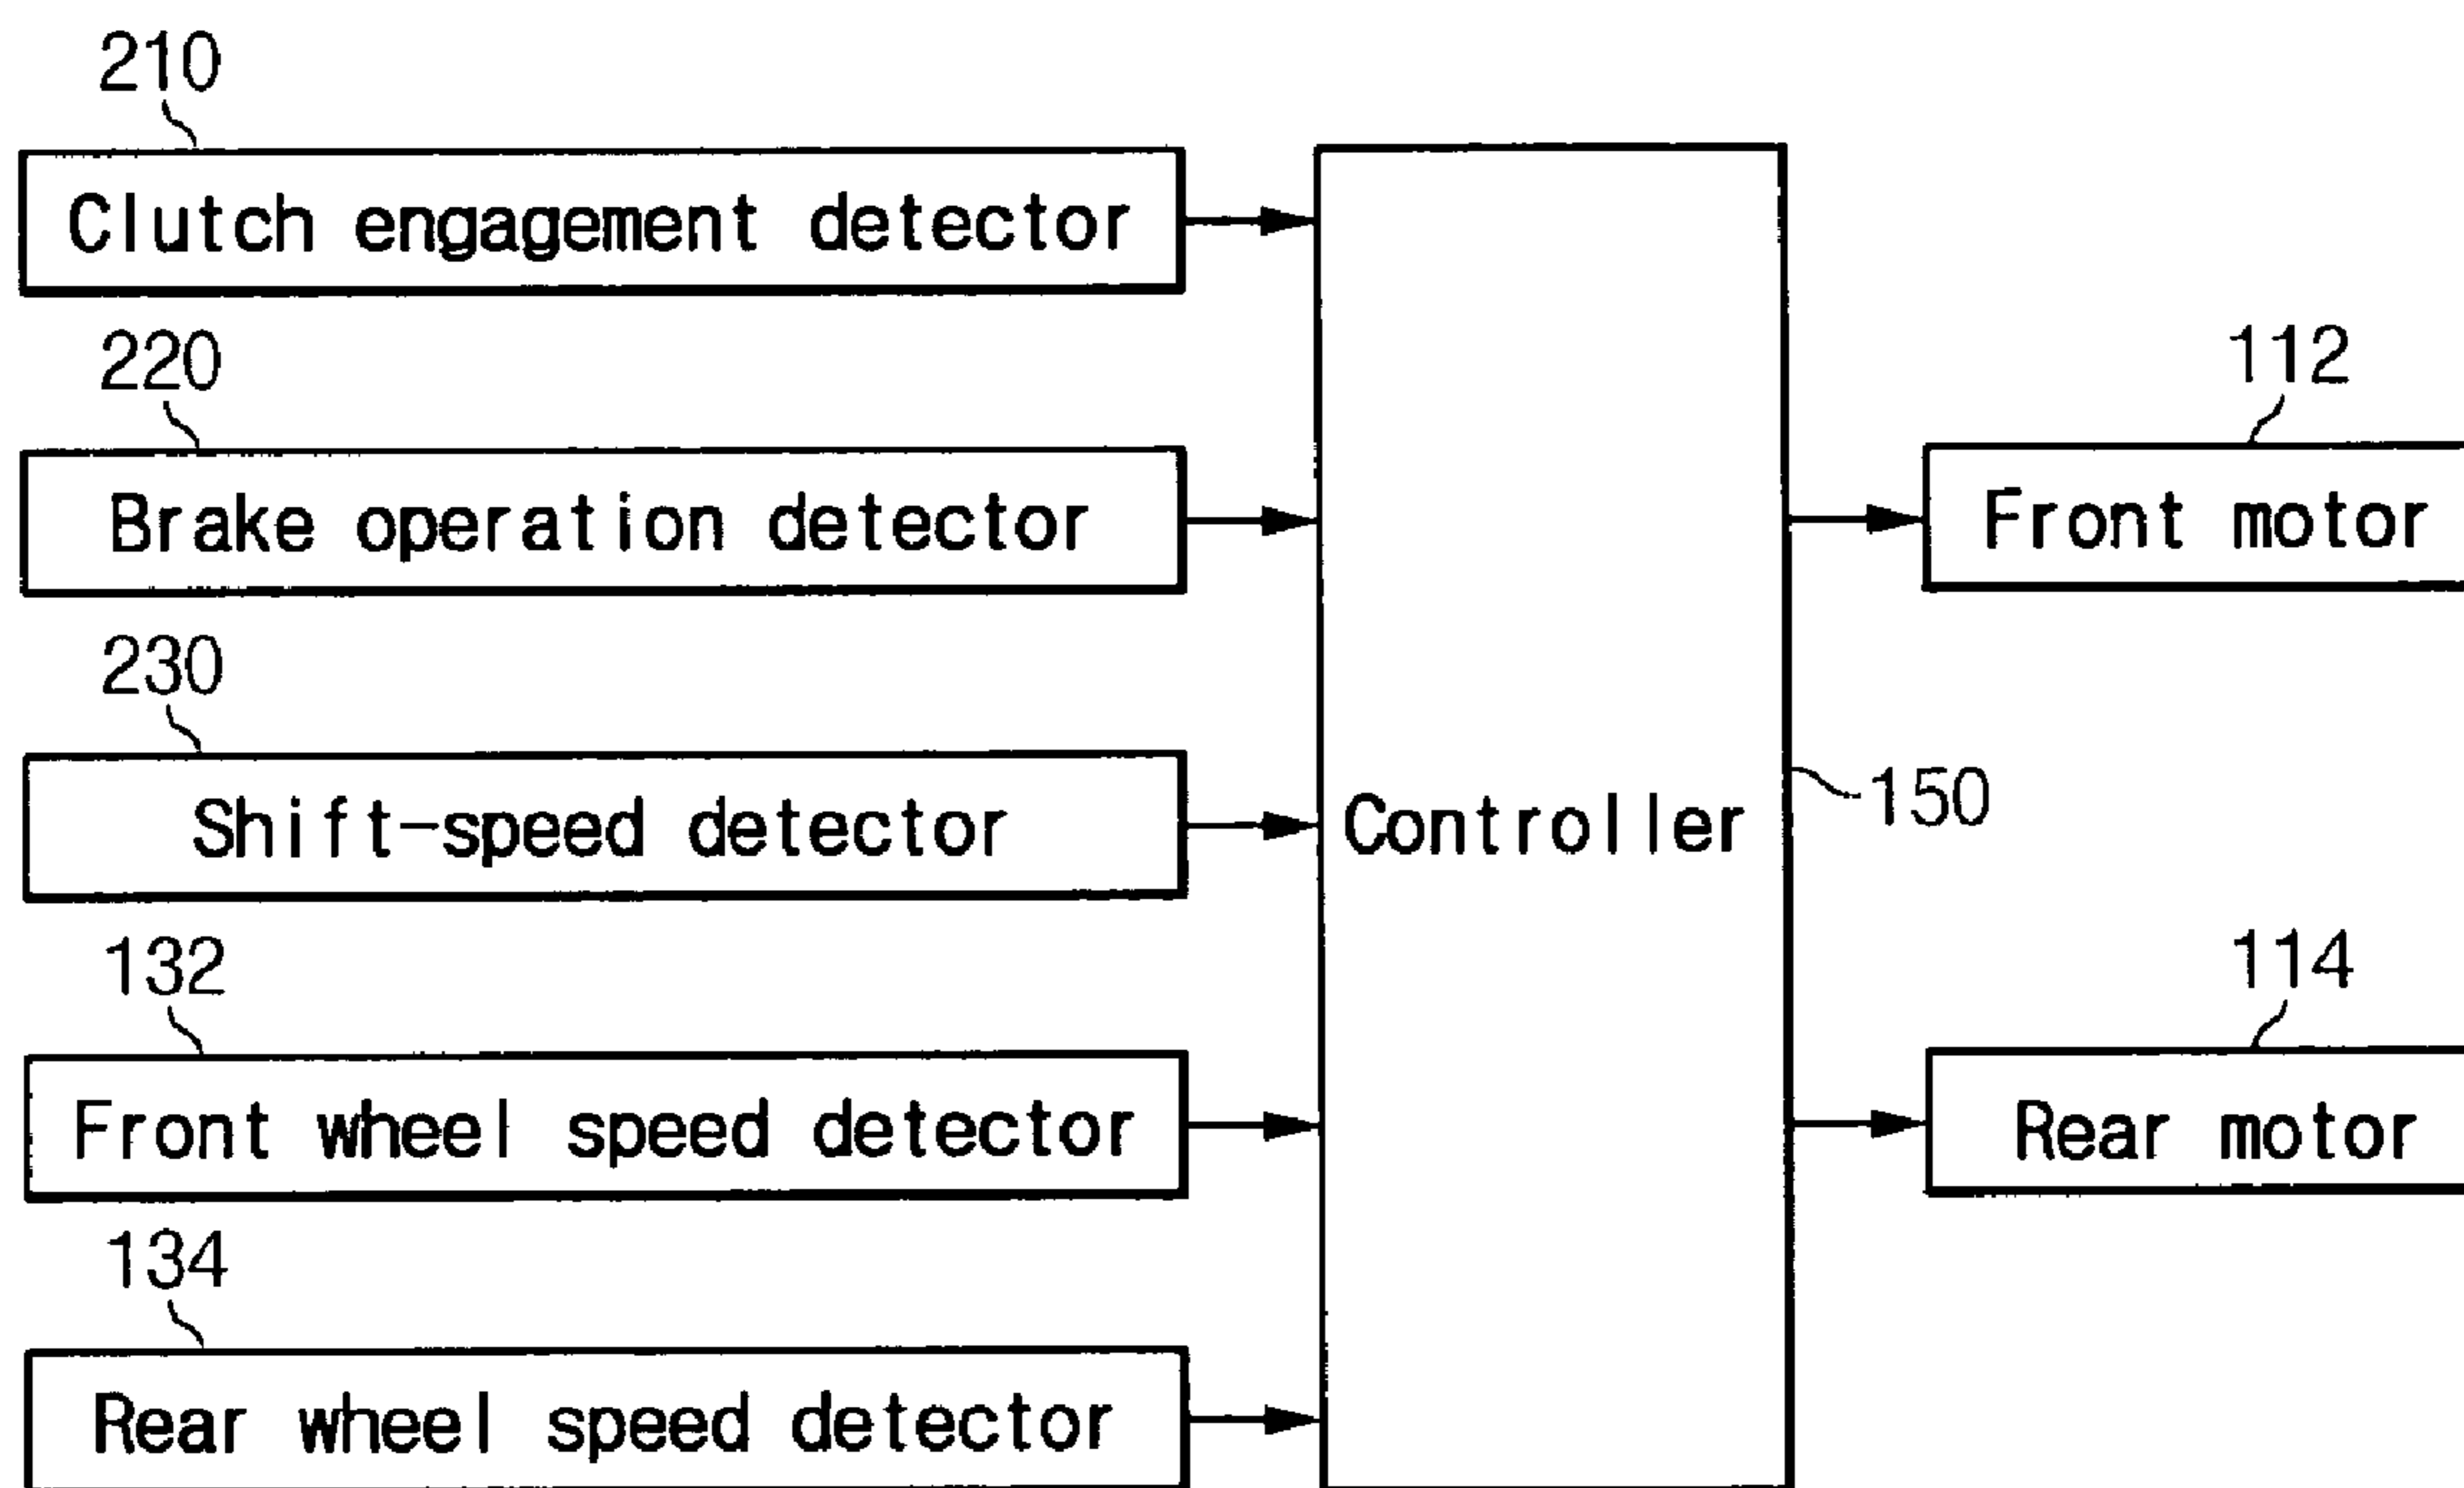 210
Clutch engagement detector
220
Brake operation detector
230
Shift-speed detector
132
Front wheel speed detector
134
Rear wheel speed detector
Controller
150
112
Front motor
114
Rear motor